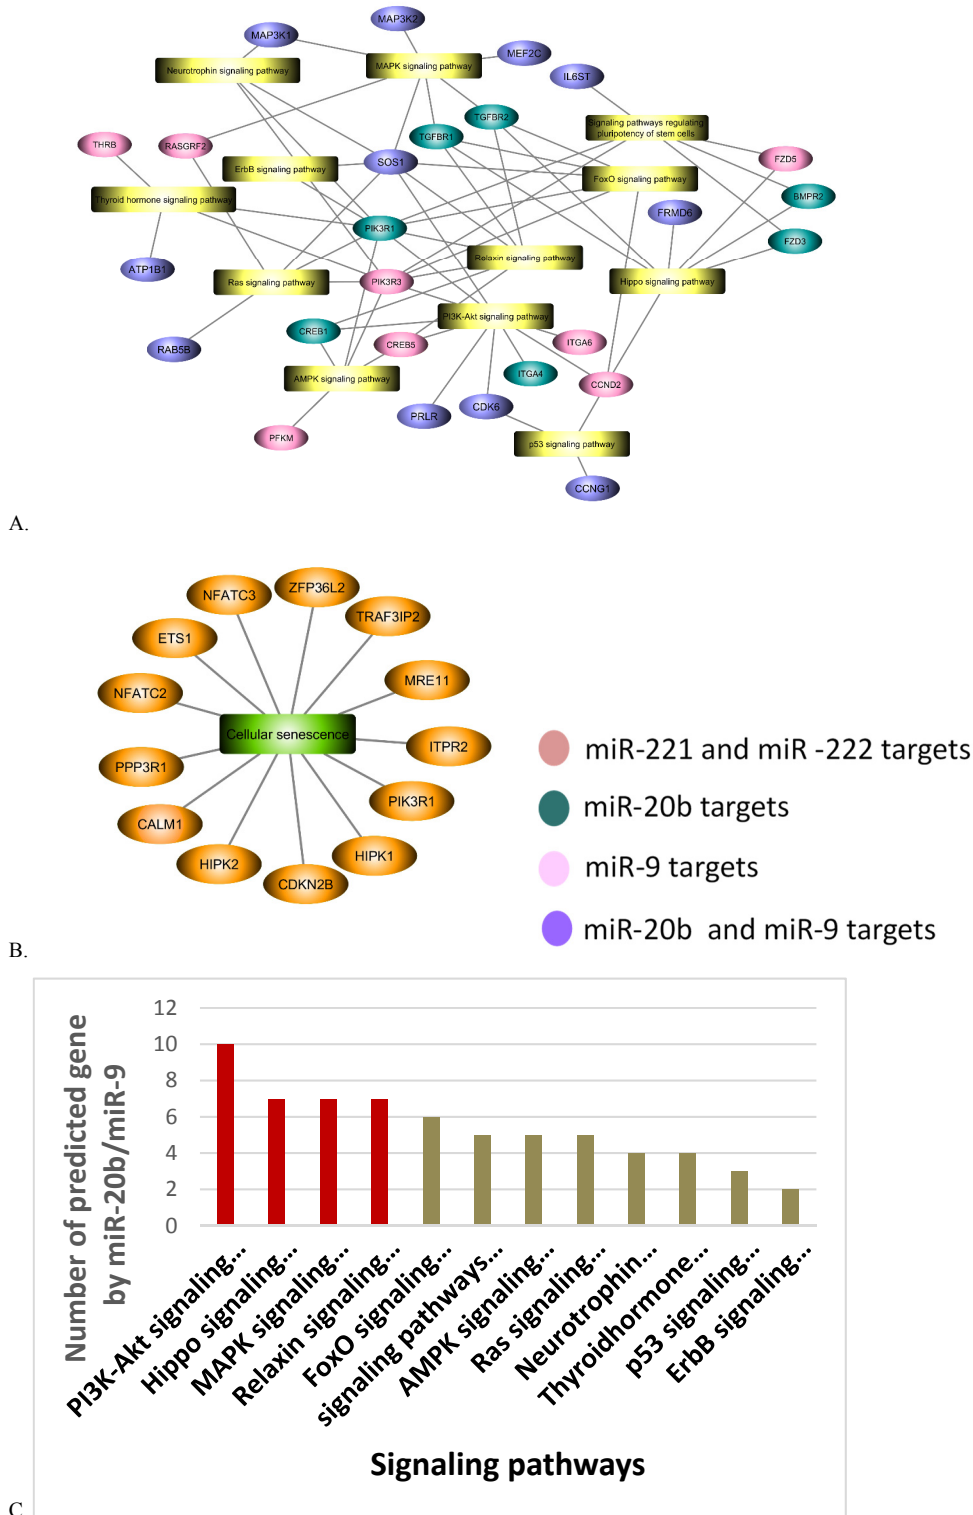 MAP3K2
MAP3K1
MEF2C
Neurotrophin signaling pathway
MAPK signaling pathway
IL6ST
TGFBR2
TGFBR1
Signaling pathways regulating
pluripotency of stem cells
THRB
RASGRF2
SOS1
FZD5
ErbB signaling pathway
FoxO signaling pathway
Thyroid hormone signaling pathway
BMPR2
FRMD6
PIK3R1
FZD3
Relaxin signaling pathway
ATP1B1
Ras signaling pathway
PIK3R3
Hippo signaling pathway
PI3K-Akt signaling pathway
CREB1
CREB5
ITGA6
RAB5B
AMPK signaling pathway
ITGA4
CCND2
PRLR
CDK6
PFKM
p53 signaling pathway
CCNG1
A.
ZFP36L2
NFATC3
TRAF3IP2
ETS1
MRE11
NFATC2
Cellular senescence
ITPR2
PPP3R1
PIK3R1
CALM1
HIPK1
HIPK2
CDKN2B
miR-221 and miR -222 targets
miR-20b targets
miR-9 targets
miR-20b and miR-9 targets
B.
Number of predicted gene
by miR-20b/miR-9
12
10
8
6
4
2
0
PI3K-Akt signaling...
Hippo signaling...
MAPK signaling...
Relaxin signaling...
FoxO signaling...
signaling pathways...
AMPK signaling...
Ras signaling...
Neurotrophin...
Thyroidhormone...
p53 signaling...
ErbB signaling...
Signaling pathways
C